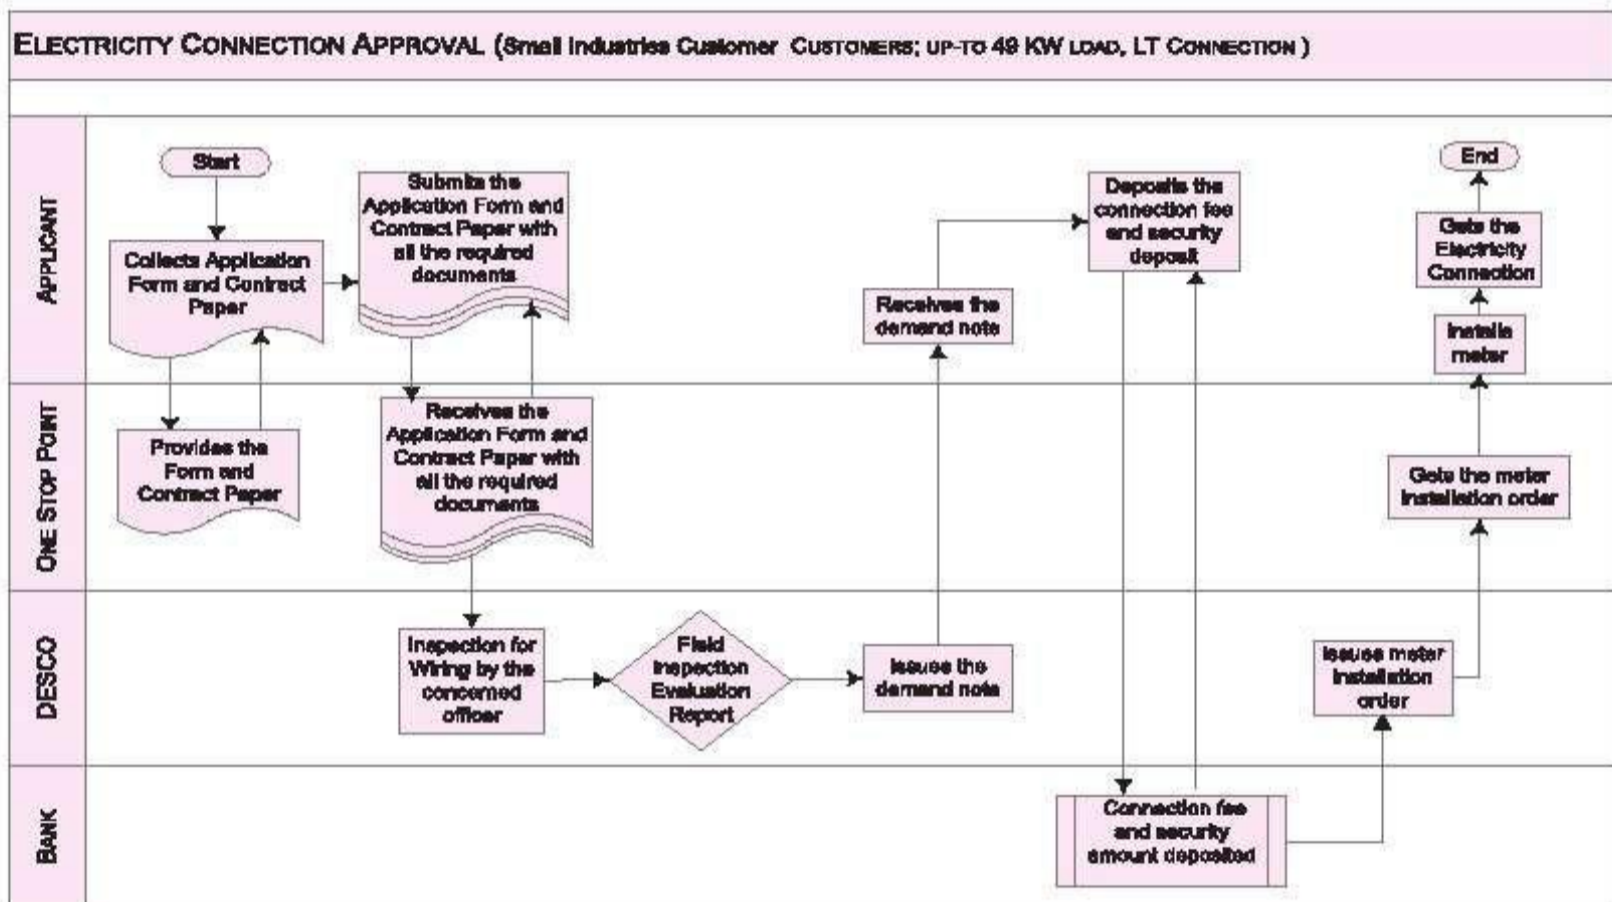 ELECTRICITY CONNECTION APPROVAL (Small Industries Customer CUSTOMERS; UP-TO 49 KW LOAD, LT CONNECTION )
APPLICANT
Start
Collects Application
Form and Contract
Paper
Submits the
Application Form and
Contract Paper with
all the required
documents
Receives the
demand note
Deposits the
connection fee
and security
deposit
End
Gets the
Electricity
Connection
Installs
meter
ONE STOP POINT
Provides the
Form and
Contract Paper
Receives the
Application Form and
Contract Paper with
all the required
documents
Gets the meter
installation order
DESCO
Inspection for
Wiring by the
concerned
officer
Field
Inspection
Evaluation
Report
Issues the
demand note
Issues meter
installation
order
BANK
Connection fee
and security
amount deposited